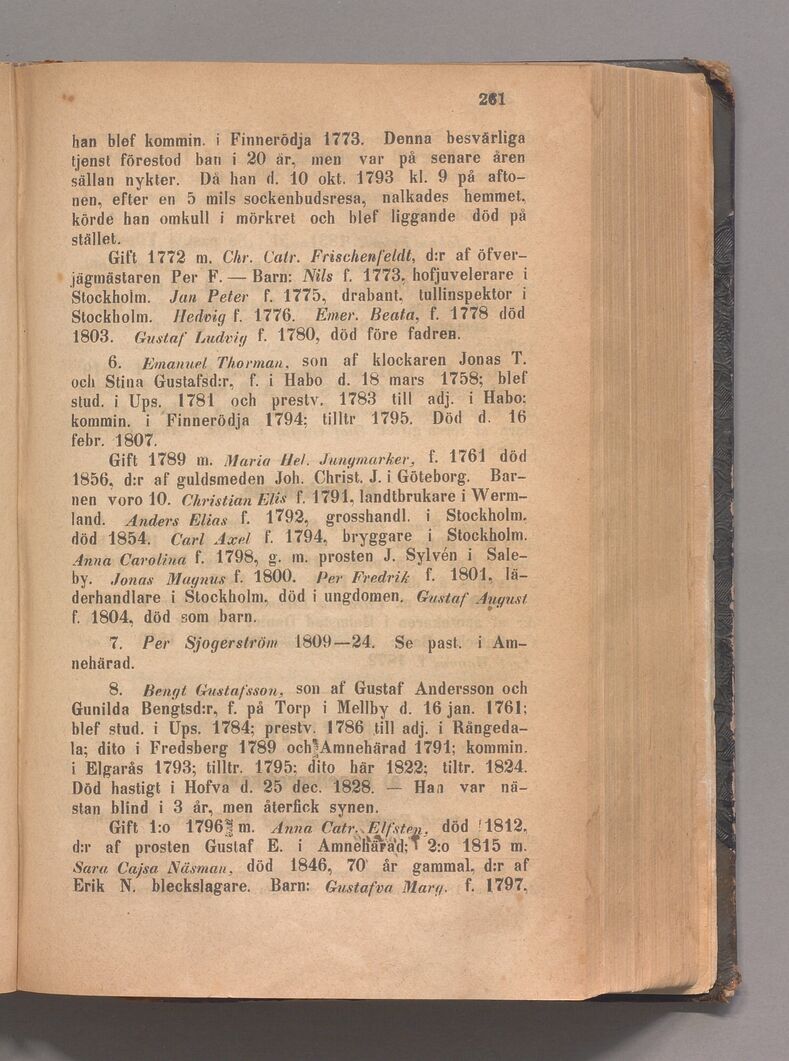 261
han blef kommin. i Finnerödja 1773. Denna besvärliga
tjenst förestod han i 20 år, men var på senare åren
sällan nykter. Då han d. 10 okt. 1793 kl. 9 på afto-
nen, efter en 5 mils sockenbudsresa, nalkades hemmet,
körde han omkull i mörkret och blef liggande död på
stället.
Gift 1772 m. Chr. Catr. Frischenfeldt, d:r af öfver-
jägmästaren Per F. — Barn: Nils f. 1773, hofjuvelerare i
Stockholm. Jan Peter f. 1775, drabant, tullinspektor i
Stockholm. Hedvig f. 1776. Emer. Beata, f. 1778 död
1803. Gustaf Ludvig f. 1780, död före fadren.
6. Emanuel Thorman, son af klockaren Jonas T.
och Stina Gustafsd:r, f. i Habo d. 18 mars 1758; blef
stud. i Ups. 1781 och prestv. 1783 till adj. i Habo;
kommin. i Finnerödja 1794; tilltr 1795. Död d. 16
febr. 1807.
Gift 1789 m. Maria Hel. Jungmarker, f. 1761 död
1856, d:r af guldsmeden Joh. Christ. J. i Göteborg. Bar-
nen voro 10. Christian Elis f. 1791, landtbrukare i Werm-
land. Anders Elias f. 1792, grosshandl. i Stockholm,
död 1854. Carl Axel f. 1794, bryggare i Stockholm.
Anna Carolina f. 1798, g. m. prosten J. Sylvén i Sale-
by. Jonas Magnus f. 1800. Per Fredrik f. 1801, lä-
derhandlare i Stockholm, död i ungdomen. Gustaf August
f. 1804, död som barn.
7. Per Sjogerström 1809—24. Se past. i Am-
nehärad.
8. Bengt Gustafsson, son af Gustaf Andersson och
Gunilda Bengtsd:r, f. på Torp i Mellby d. 16 jan. 1761;
blef stud. i Ups. 1784; prestv. 1786 till adj. i Rångeda-
la; dito i Fredsberg 1789 och Amnehärad 1791; kommin.
i Elgarås 1793; tilltr. 1795; dito här 1822; tiltr. 1824.
Död hastigt i Hofva d. 25 dec. 1828. — Han var nä-
stan blind i 3 år, men återfick synen.
Gift 1:o 1796 m. Anna Catr. Elfsten, död 1812,
d:r af prosten Gustaf E. i Amnehärad; 2:o 1815 m.
Sara Cajsa Näsman, död 1846, 70 år gammal, d:r af
Erik N. bleckslagare. Barn: Gustafva Marg. f. 1797,